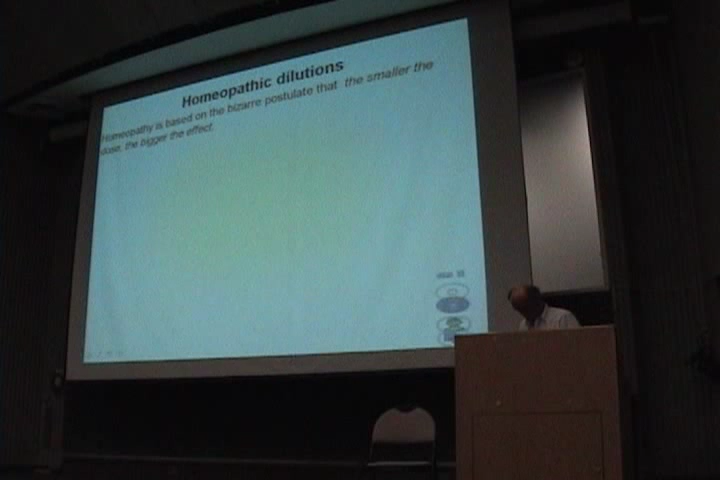 Homeopathic dilutions
Homeopathy is based on the bizarre postulate that the smaller the
dose, the bigger the effect.